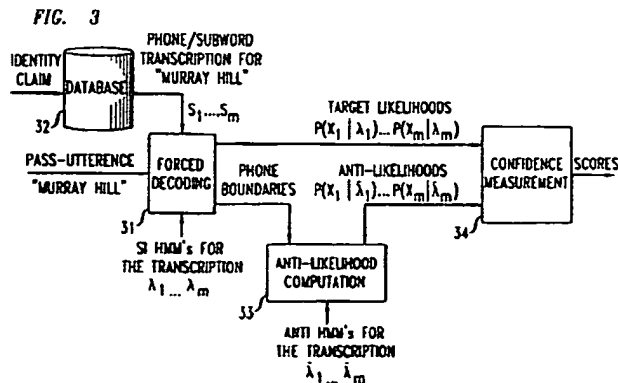 FIG. 3
IDENTITY
CLAIM
DATABASE
32
PHONE/SUBWORD
TRANSCRIPTION FOR
"MURRAY HILL"
S1....Sm
PASS-UTTERENCE
"MURRAY HILL"
FORCED
DECODING
31
SI HMM's FOR
THE TRANSCRIPTION
λ1 ... λm
TARGET LIKELIHOODS
P(X1 | λ1)... P(Xm | λm)
PHONE
BOUNDARIES
ANTI-LIKELIHOODS
P(X1 | λ̄1)... P(Xm | λ̄m)
ANTI-LIKELIHOOD
COMPUTATION
33
ANTI HMM's FOR
THE TRANSCRIPTION
λ̄1 ... λ̄m
CONFIDENCE
MEASUREMENT
34
SCORES